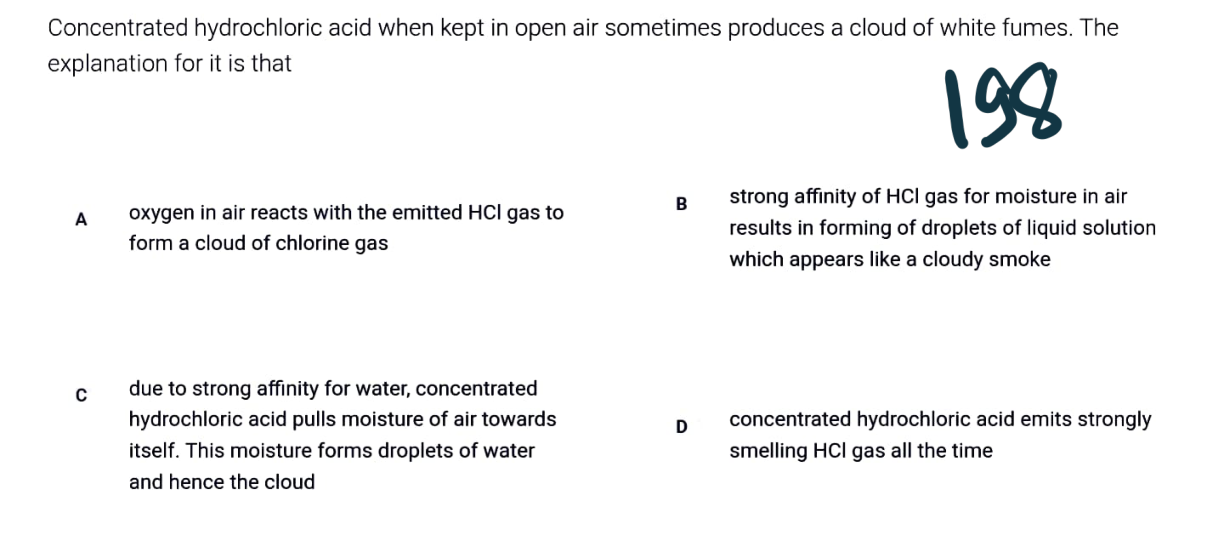 Concentrated hydrochloric acid when kept in open air sometimes produces a cloud of white fumes. The
explanation for it is that
198
A
oxygen in air reacts with the emitted HCl gas to
form a cloud of chlorine gas
B
strong affinity of HCl gas for moisture in air
results in forming of droplets of liquid solution
which appears like a cloudy smoke
C
due to strong affinity for water, concentrated
hydrochloric acid pulls moisture of air towards
itself. This moisture forms droplets of water
and hence the cloud
D
concentrated hydrochloric acid emits strongly
smelling HCl gas all the time